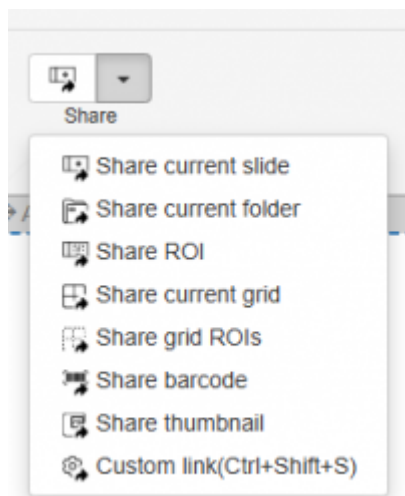 Share
Share current slide
Share current folder
Share ROI
Share current grid
Share grid ROIs
Share barcode
Share thumbnail
Custom link(Ctrl+Shift+S)